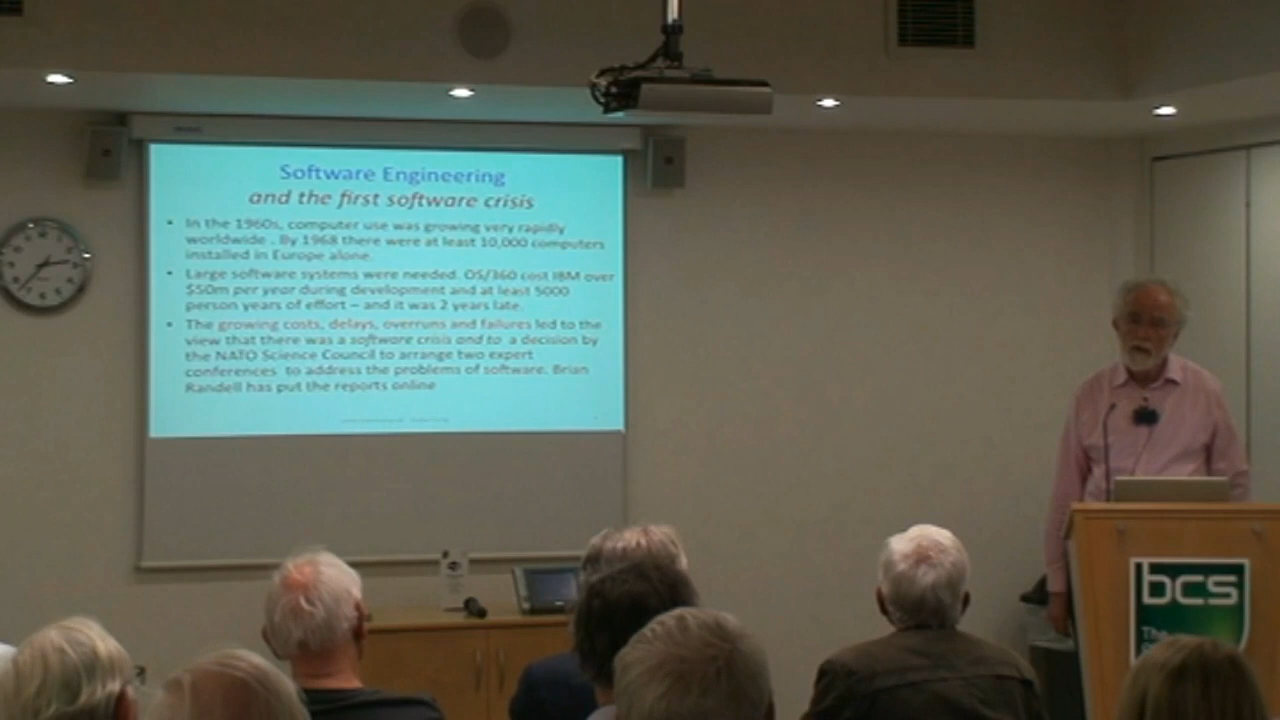 Software Engineering
and the first software crisis
• In the 1960s, computer use was growing very rapidly
worldwide . By 1968 there were at least 10,000 computers
installed in Europe alone.
• Large software systems were needed. OS/360 cost IBM over
$50m per year during development and at least 5000
person years of effort – and it was 2 years late.
• The growing costs, delays, overruns and failures led to the
view that there was a software crisis and to a decision by
the NATO Science Council to arrange two expert
conferences to address the problems of software. Brian
Randell has put the reports online
bcs